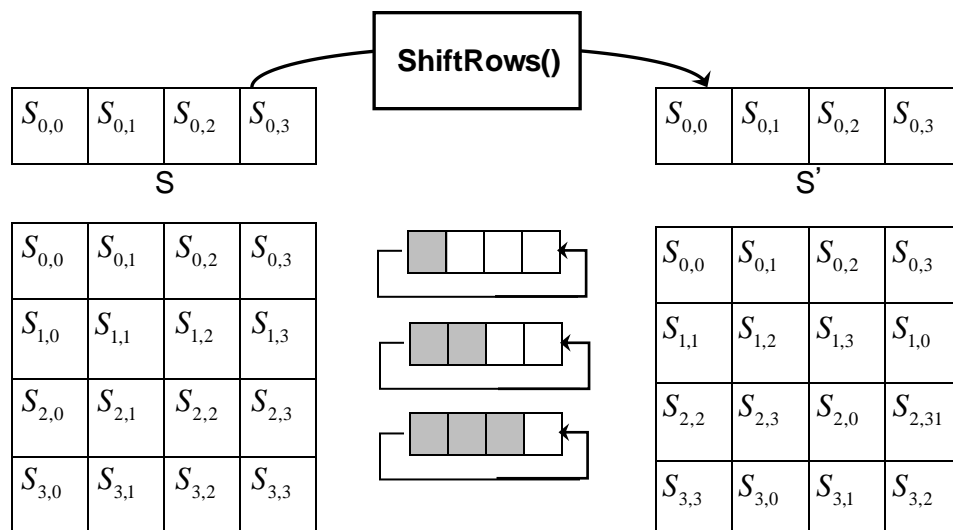 ShiftRows()
S0,0 S0,1 S0,2 S0,3
S0,0 S0,1 S0,2 S0,3
S
S'
S0,0 S0,1 S0,2 S0,3
S1,0 S1,1 S1,2 S1,3
S2,0 S2,1 S2,2 S2,3
S3,0 S3,1 S3,2 S3,3
S0,0 S0,1 S0,2 S0,3
S1,1 S1,2 S1,3 S1,0
S2,2 S2,3 S2,0 S2,31
S3,3 S3,0 S3,1 S3,2